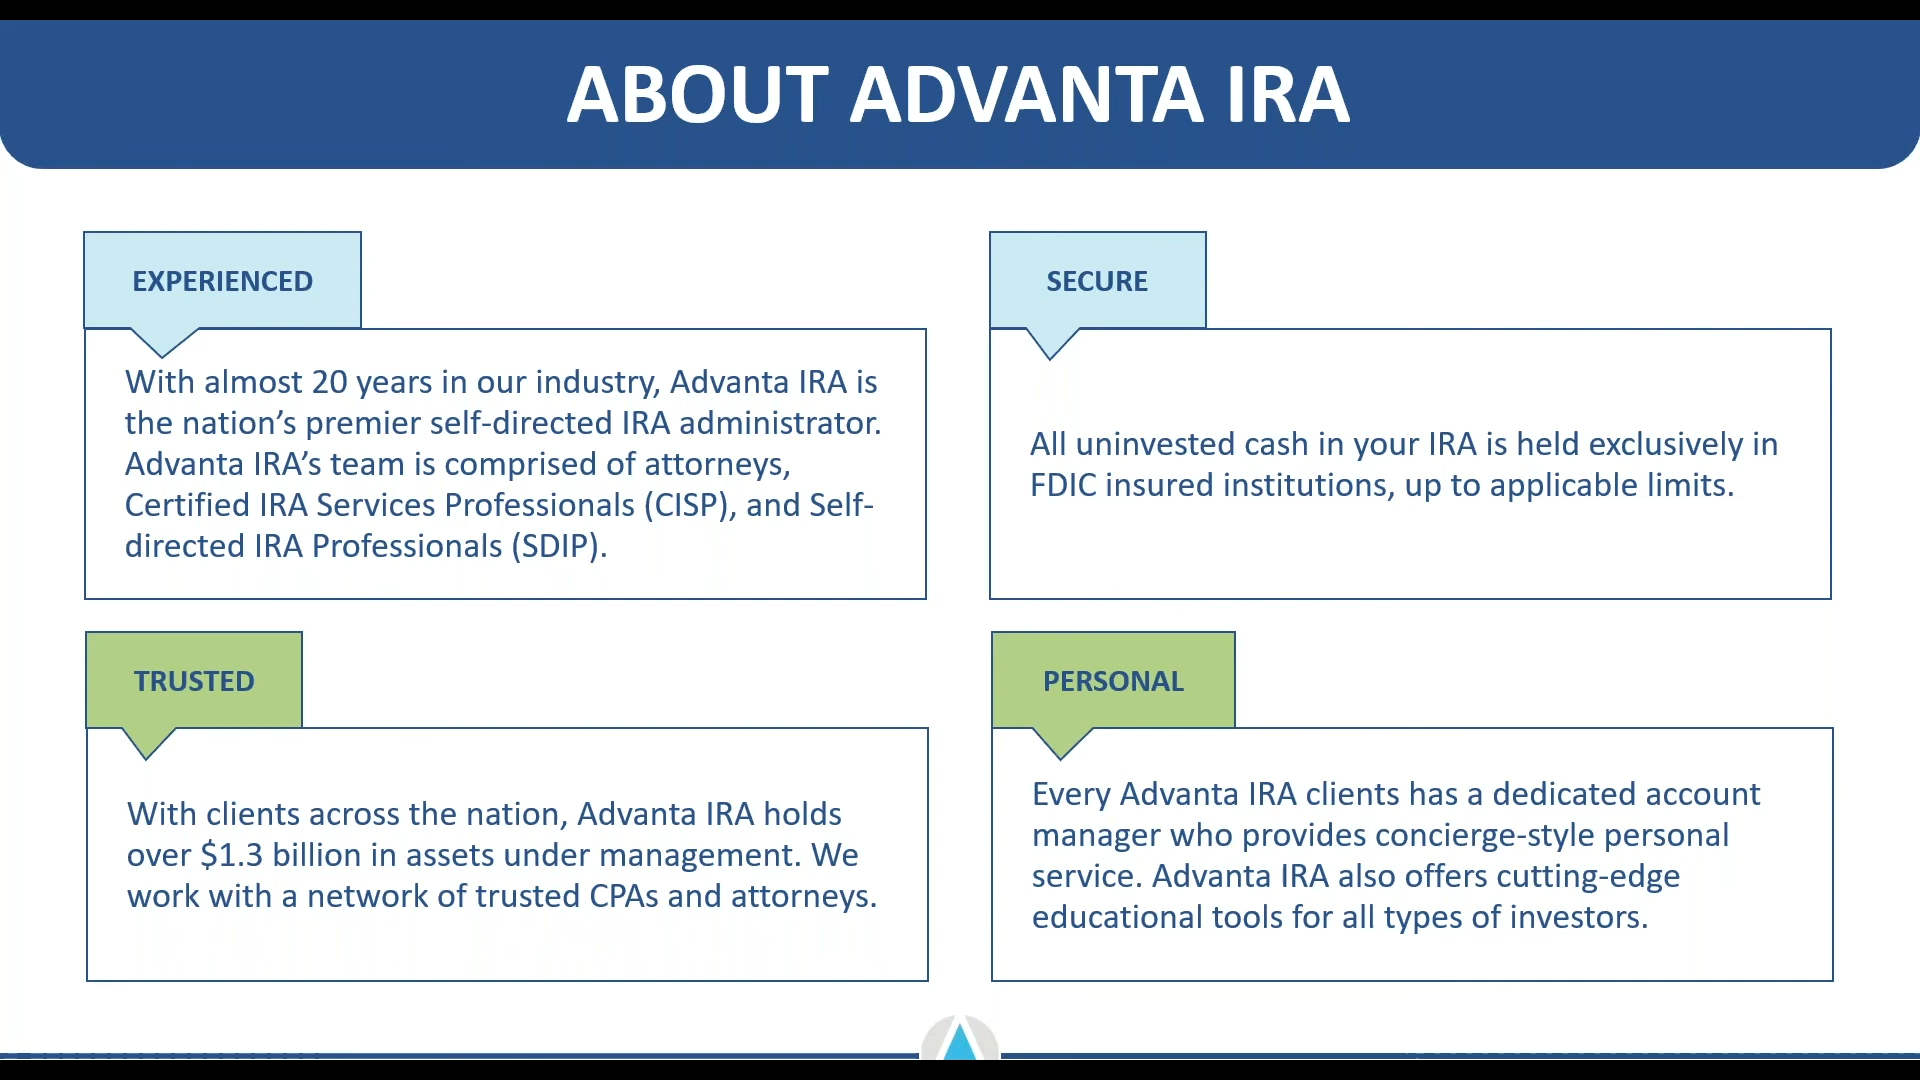 ABOUT ADVANTA IRA
EXPERIENCED
With almost 20 years in our industry, Advanta IRA is
the nation’s premier self-directed IRA administrator.
Advanta IRA’s team is comprised of attorneys,
Certified IRA Services Professionals (CISP), and Self-
directed IRA Professionals (SDIP).
SECURE
All uninvested cash in your IRA is held exclusively in
FDIC insured institutions, up to applicable limits.
TRUSTED
With clients across the nation, Advanta IRA holds
over $1.3 billion in assets under management. We
work with a network of trusted CPAs and attorneys.
PERSONAL
Every Advanta IRA clients has a dedicated account
manager who provides concierge-style personal
service. Advanta IRA also offers cutting-edge
educational tools for all types of investors.